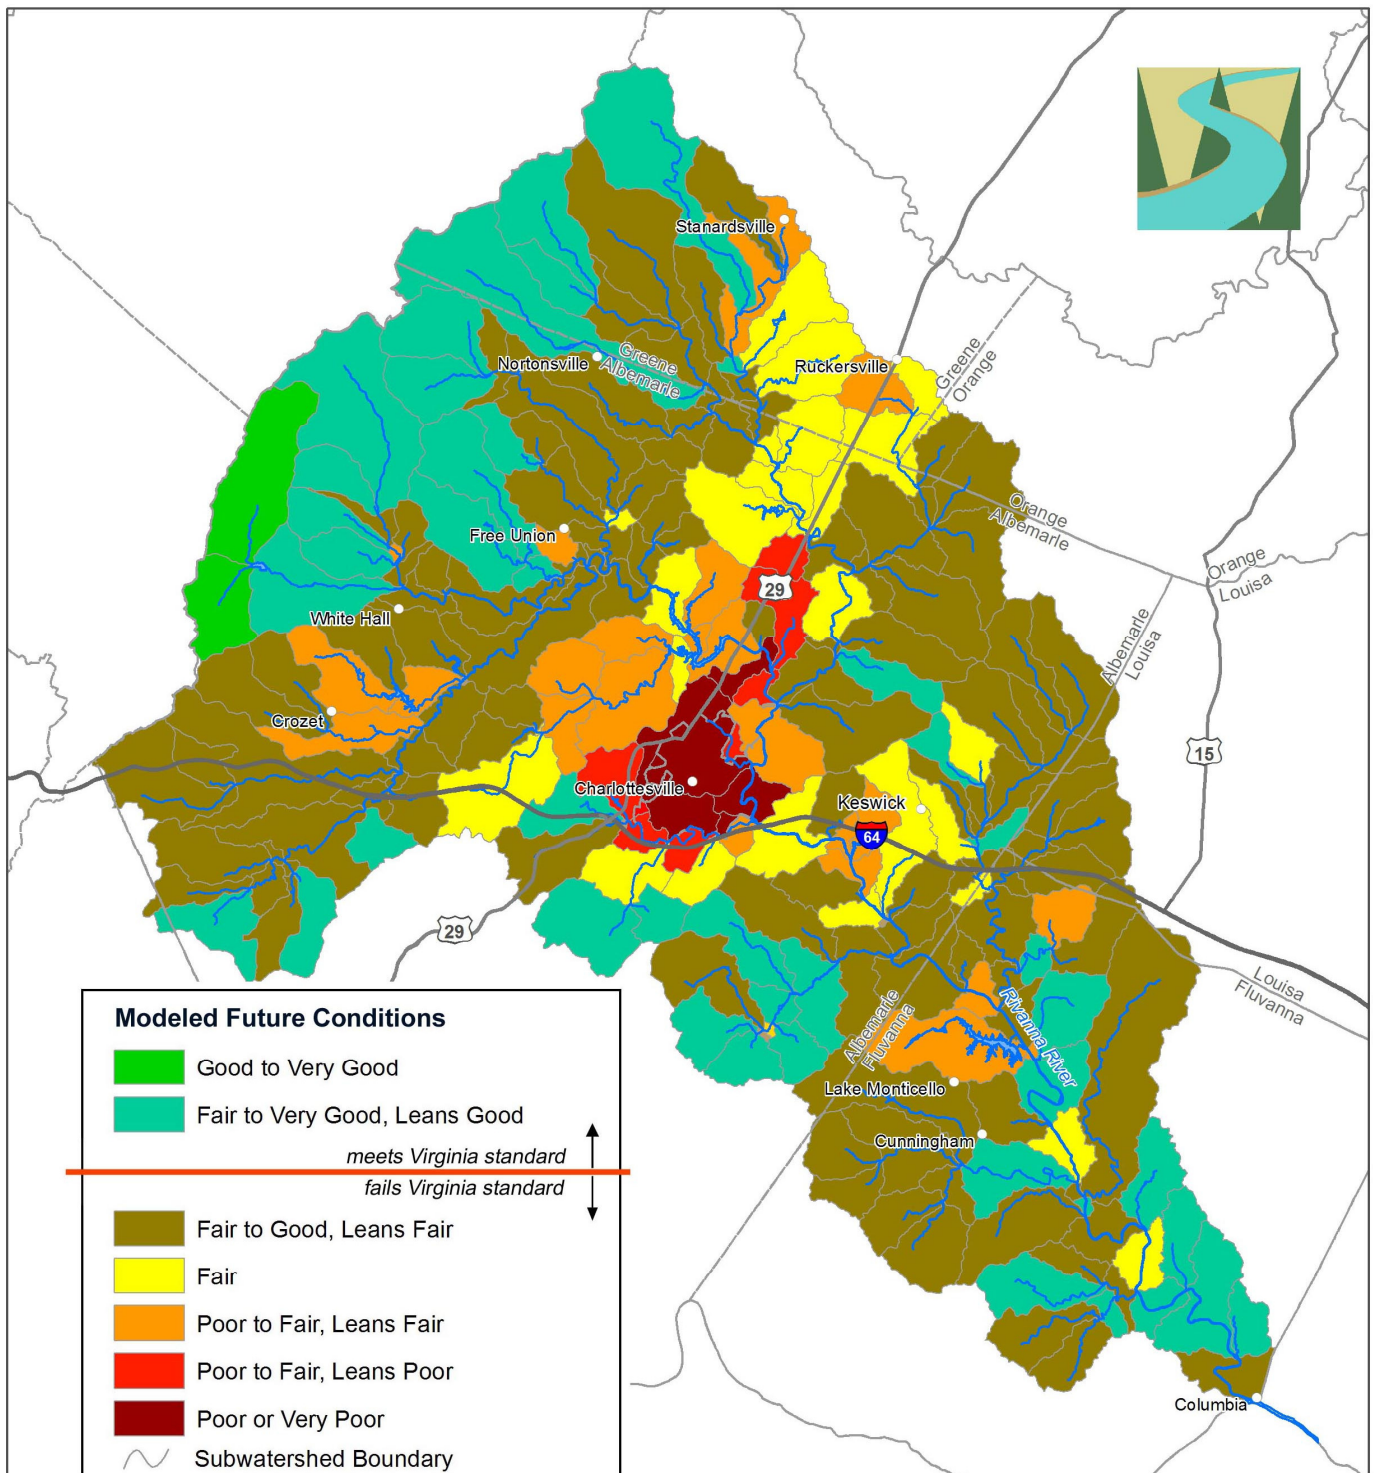 Stanardsville
Nortonsville
Greene
Albemarle
Ruckersville
Greene
Orange
Orange
Albemarle
Free Union
29
Orange
Louisa
White Hall
Albemarle
Louisa
Crozet
15
Charlottesville
Keswick
64
29
Louisa
Fluvanna
Albemarle
Fluvanna
Rivanna River
Lake Monticello
Cunningham
Columbia
Modeled Future Conditions
Good to Very Good
Fair to Very Good, Leans Good
meets Virginia standard
fails Virginia standard
Fair to Good, Leans Fair
Fair
Poor to Fair, Leans Fair
Poor to Fair, Leans Poor
Poor or Very Poor
Subwatershed Boundary